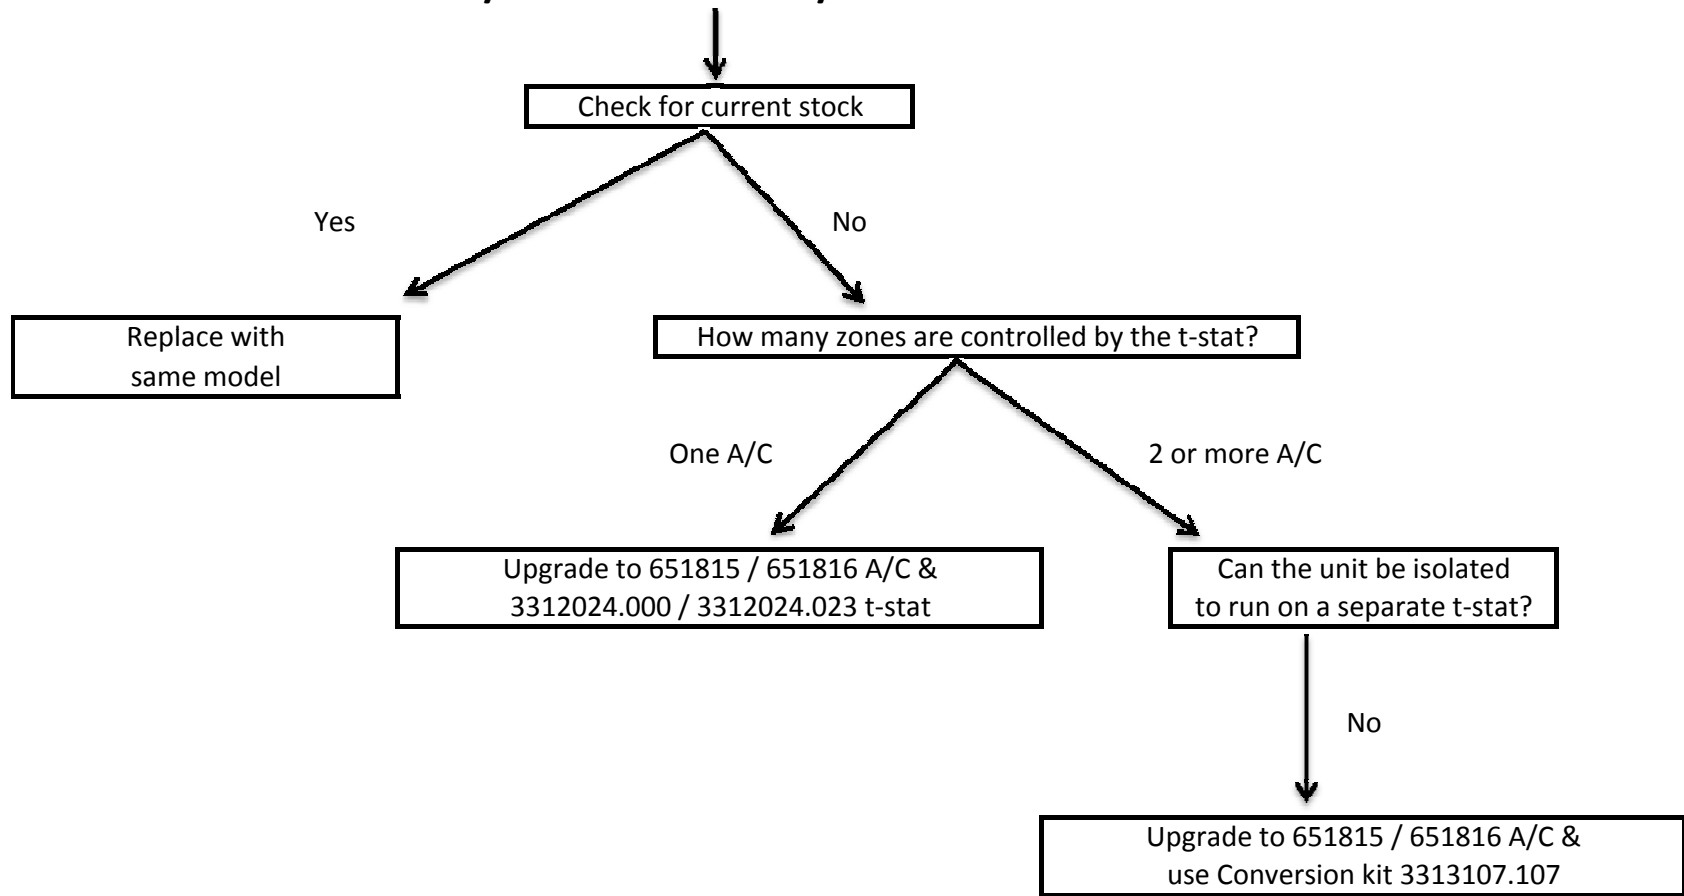 Check for current stock
Yes
No
Replace with
same model
How many zones are controlled by the t-stat?
One A/C
2 or more A/C
Upgrade to 651815 / 651816 A/C &
3312024.000 / 3312024.023 t-stat
Can the unit be isolated
to run on a separate t-stat?
No
Upgrade to 651815 / 651816 A/C &
use Conversion kit 3313107.107